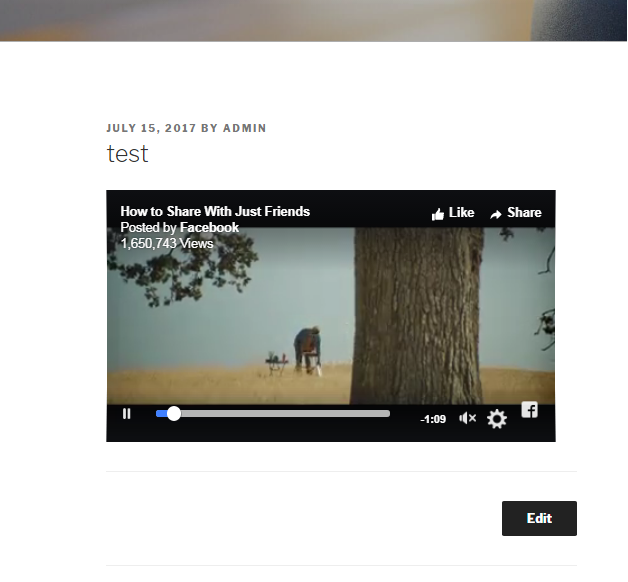 JULY 15, 2017 BY ADMIN
test
How to Share With Just Friends
Like
Share
Posted by Facebook
1,650,743 Views
-1:09
Edit